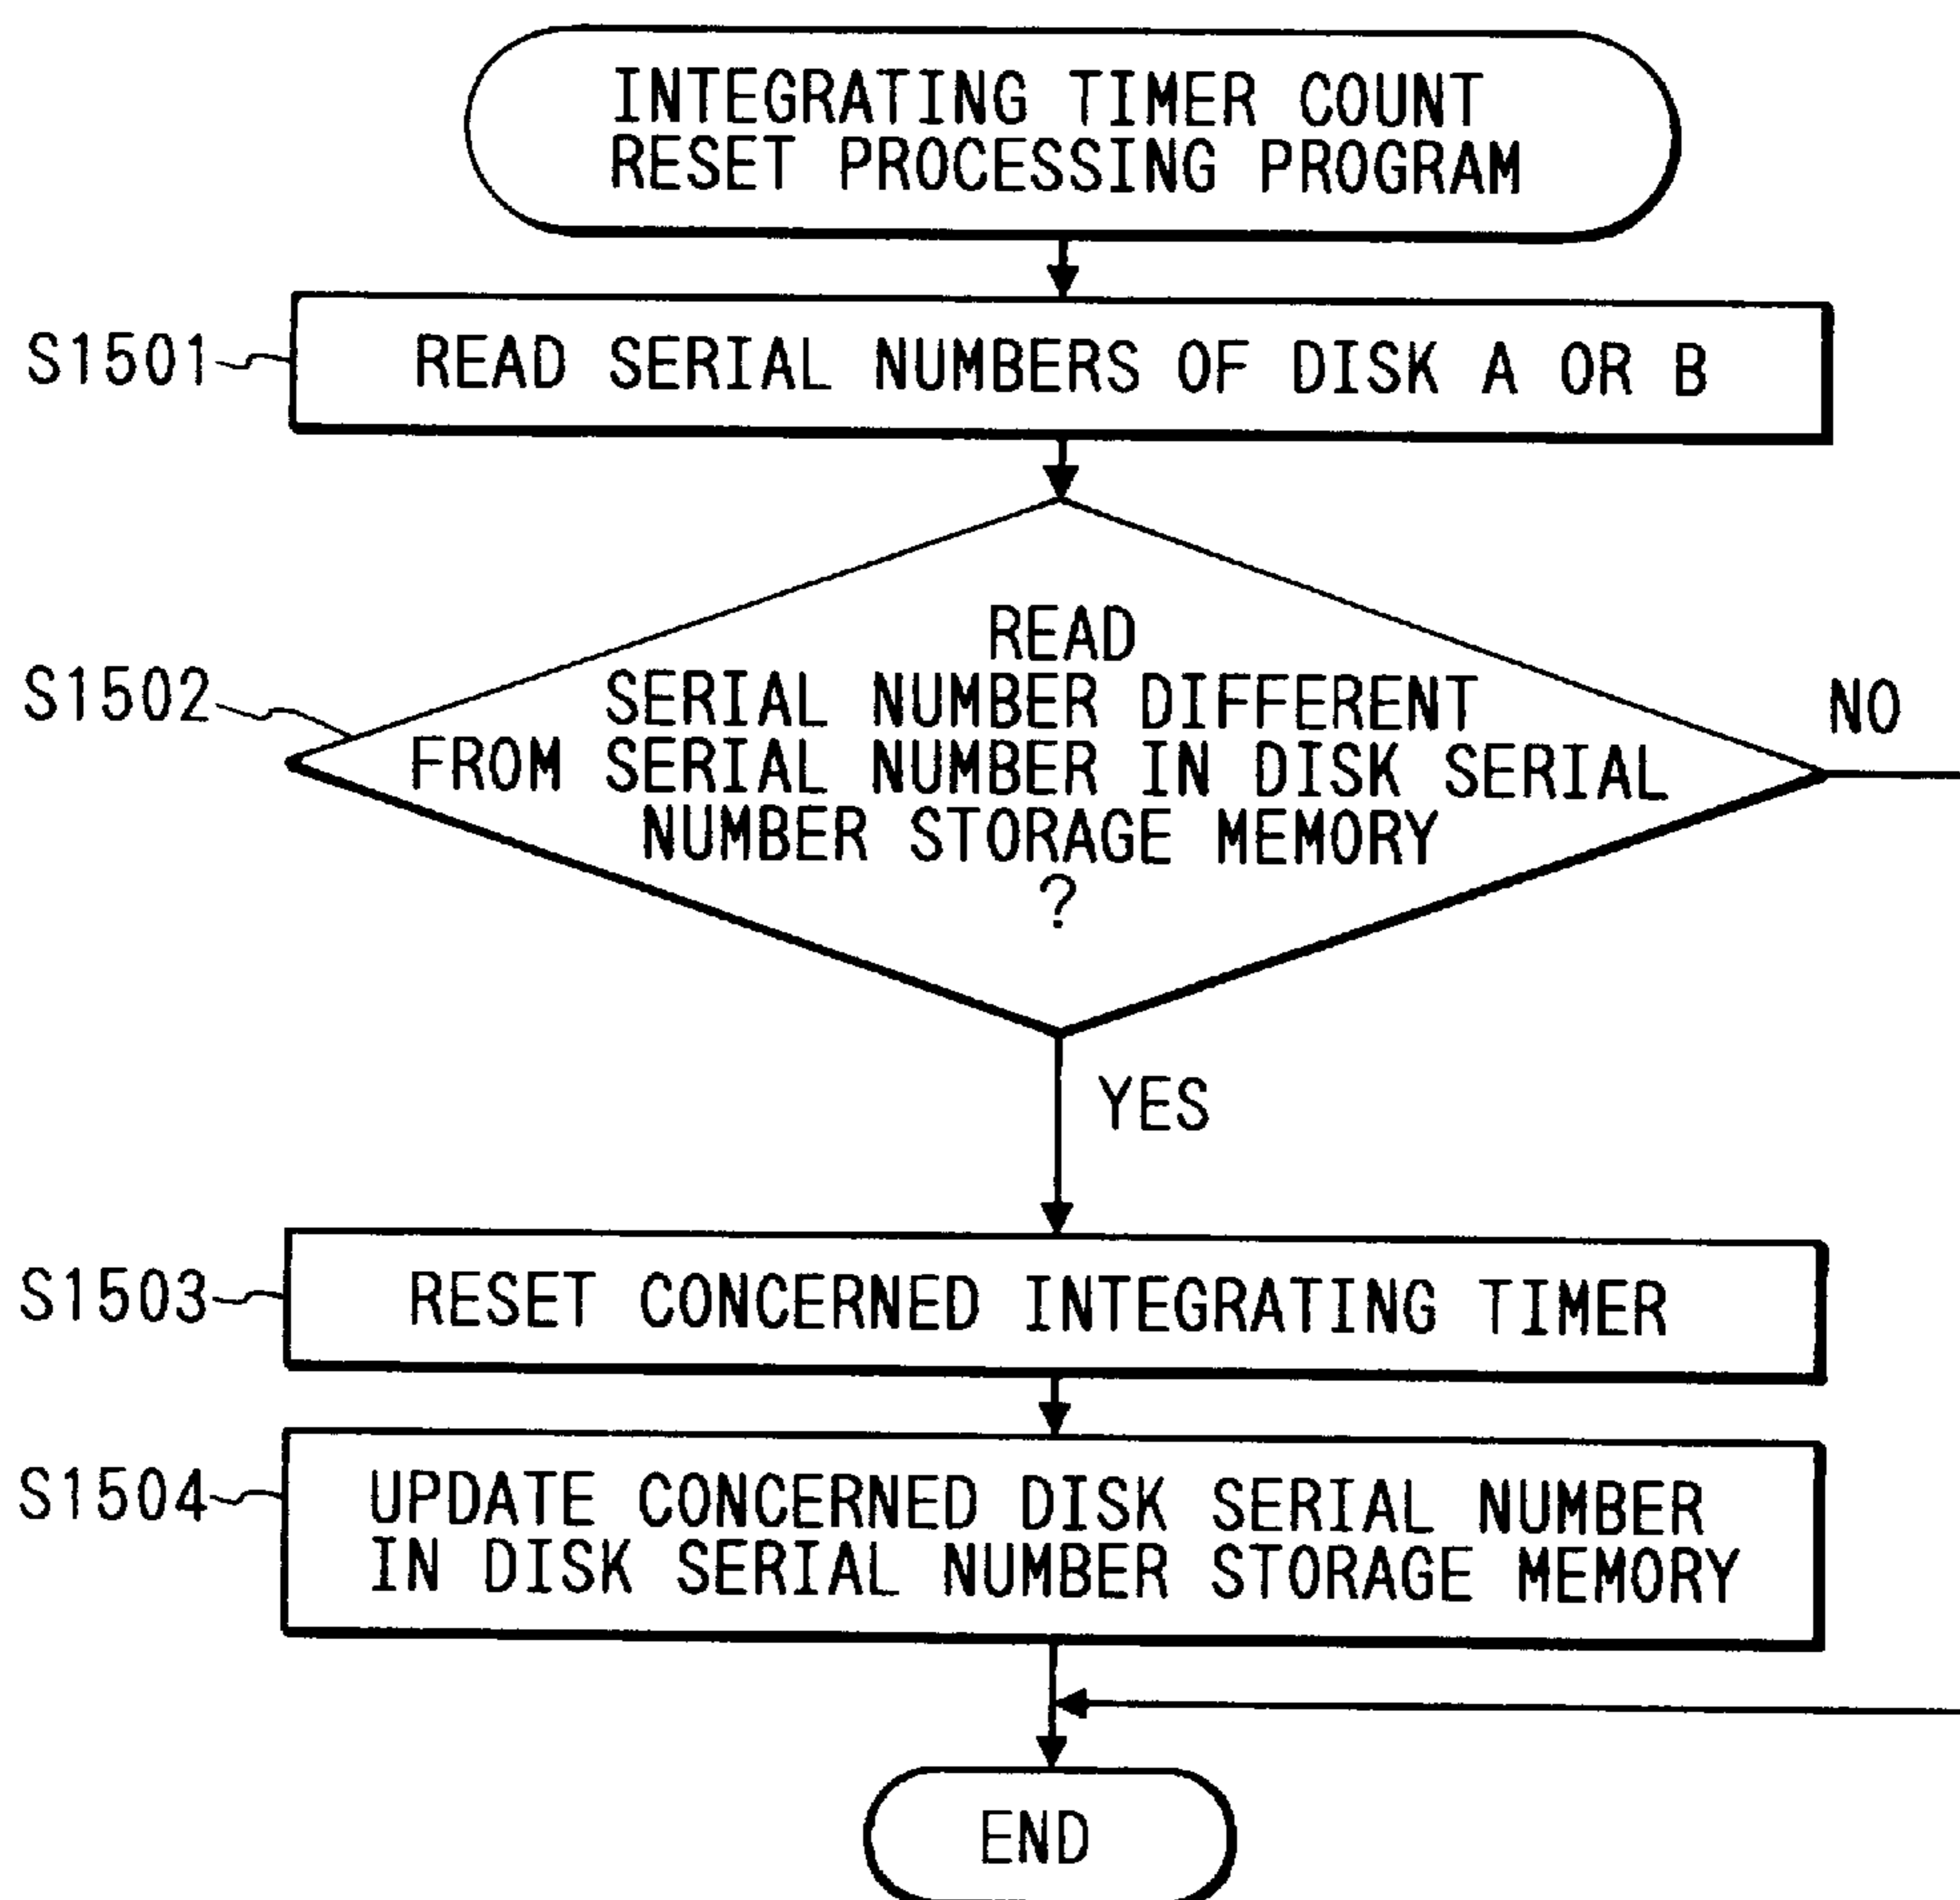 INTEGRATING TIMER COUNT
RESET PROCESSING PROGRAM
S1501
READ SERIAL NUMBERS OF DISK A OR B
S1502
READ
SERIAL NUMBER DIFFERENT
FROM SERIAL NUMBER IN DISK SERIAL
NUMBER STORAGE MEMORY
?
NO
YES
S1503
RESET CONCERNED INTEGRATING TIMER
S1504
UPDATE CONCERNED DISK SERIAL NUMBER
IN DISK SERIAL NUMBER STORAGE MEMORY
END